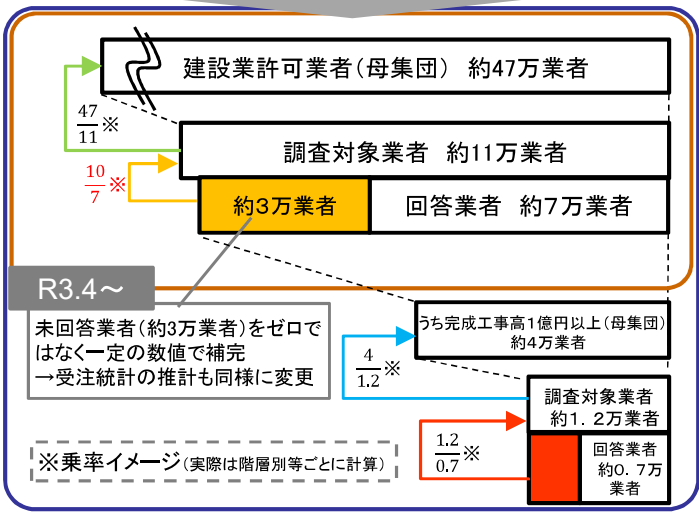 建設業許可業者(母集団) 約47万業者
47
11 ※
調査対象業者 約11万業者
10
7 ※
約3万業者
回答業者 約7万業者
R3.4~
未回答業者(約3万業者)をゼロで
はなく一定の数値で補完
→受注統計の推計も同様に変更
うち完成工事高1億円以上(母集団)
約4万業者
4
1.2 ※
調査対象業者
約1.2万業者
1.2
0.7 ※
回答業者
約0.7万
業者
※乗率イメージ(実際は階層別等ごとに計算)